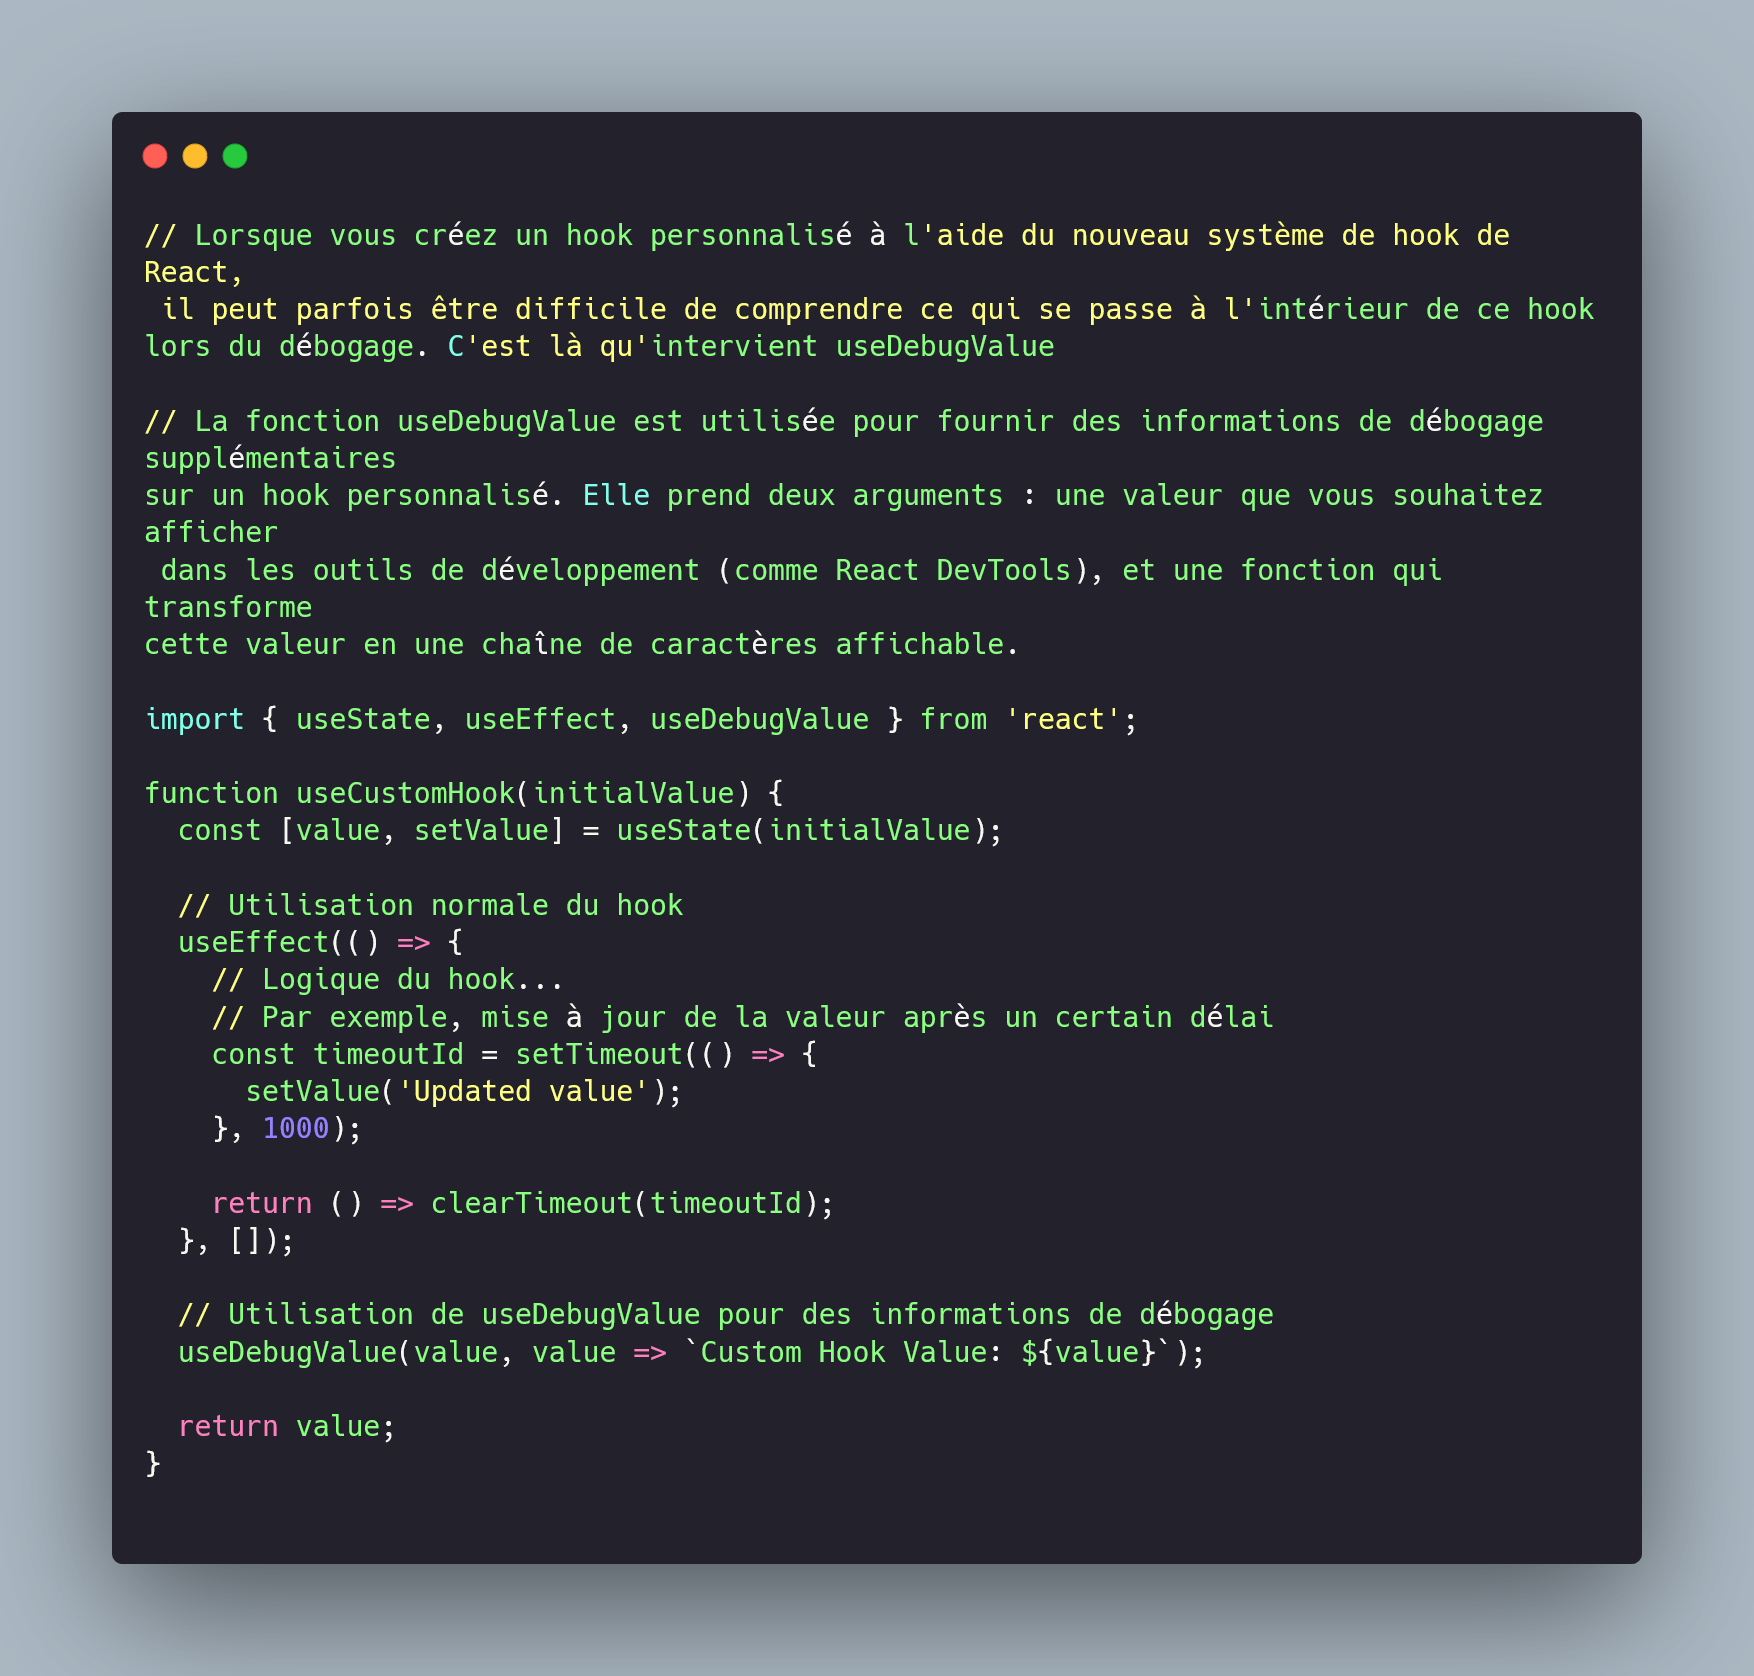 // Lorsque vous créez un hook personnalisé à l'aide du nouveau système de hook de
React,
 il peut parfois être difficile de comprendre ce qui se passe à l'intérieur de ce hook
lors du débogage. C'est là qu'intervient useDebugValue

// La fonction useDebugValue est utilisée pour fournir des informations de débogage
supplémentaires
sur un hook personnalisé. Elle prend deux arguments : une valeur que vous souhaitez
afficher
 dans les outils de développement (comme React DevTools), et une fonction qui
transforme
cette valeur en une chaîne de caractères affichable.

import { useState, useEffect, useDebugValue } from 'react';

function useCustomHook(initialValue) {
  const [value, setValue] = useState(initialValue);

  // Utilisation normale du hook
  useEffect(() => {
    // Logique du hook...
    // Par exemple, mise à jour de la valeur après un certain délai
    const timeoutId = setTimeout(() => {
      setValue('Updated value');
    }, 1000);

    return () => clearTimeout(timeoutId);
  }, []);

  // Utilisation de useDebugValue pour des informations de débogage
  useDebugValue(value, value => `Custom Hook Value: ${value}`);

  return value;
}